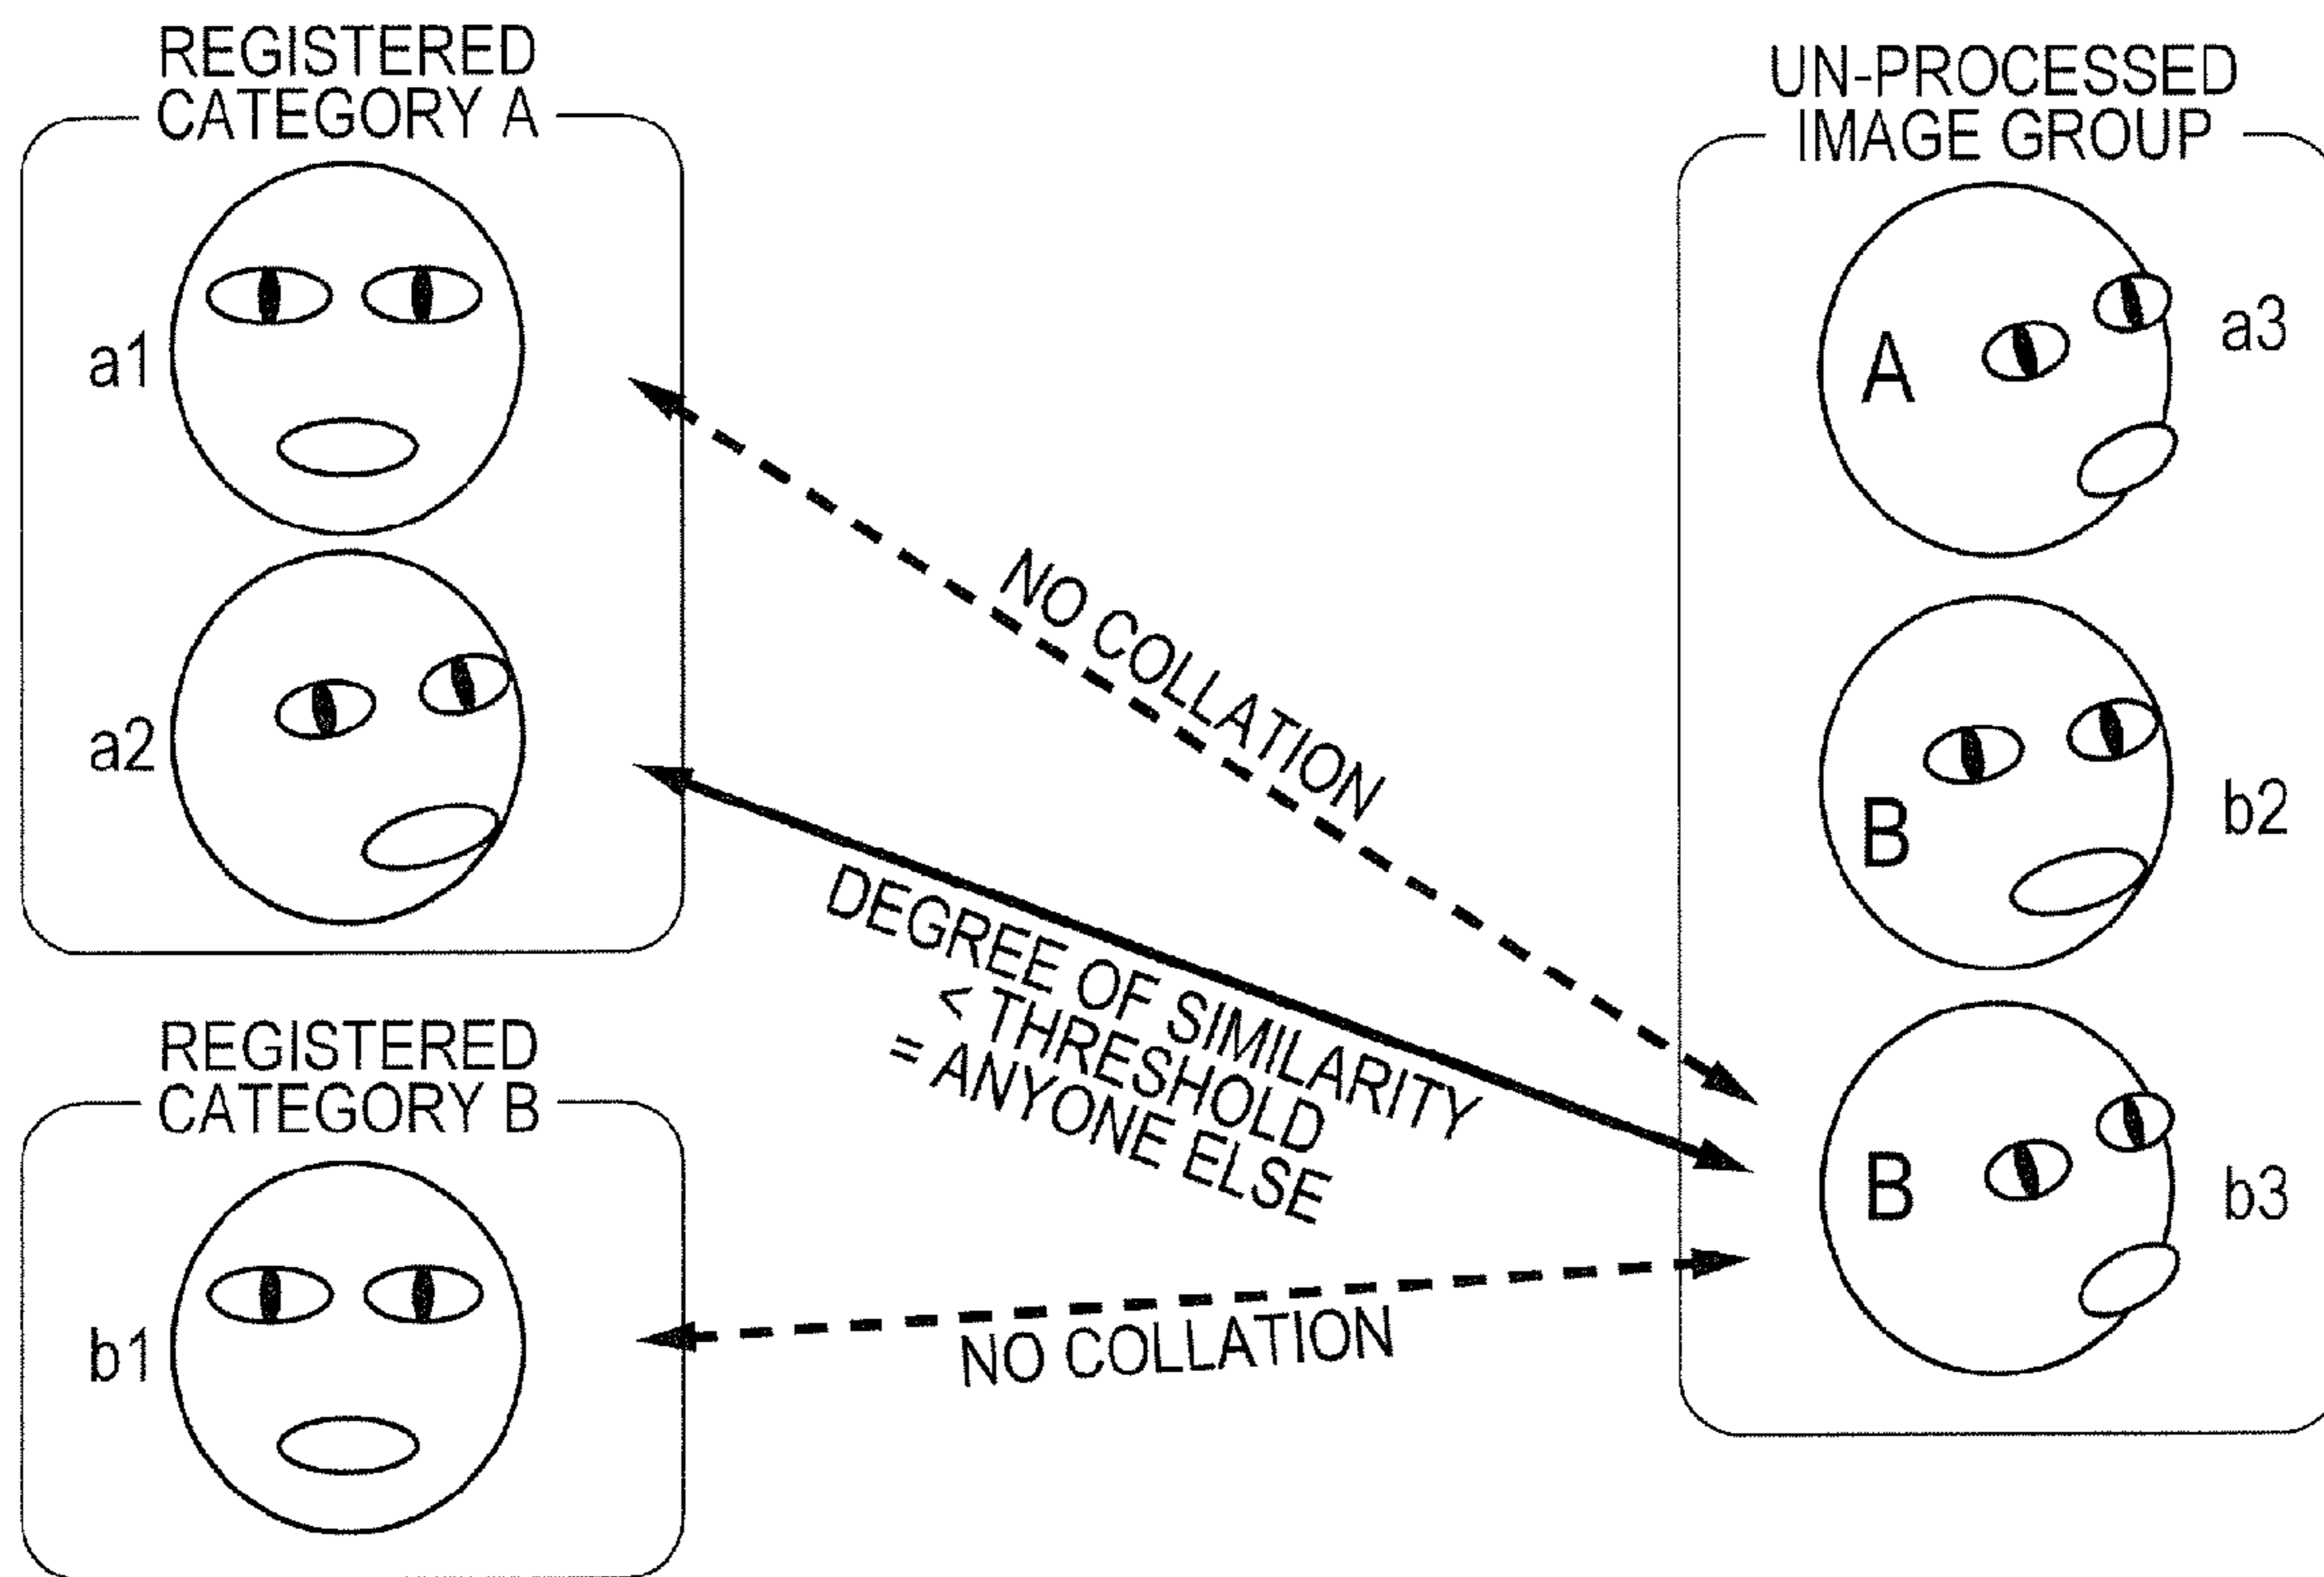 REGISTERED
CATEGORY A
a1
a2
REGISTERED
CATEGORY B
b1
NO COLLATION
DEGREE OF SIMILARITY
< THRESHOLD
= ANYONE ELSE
NO COLLATION
UN-PROCESSED
IMAGE GROUP
A
a3
B
b2
B
b3